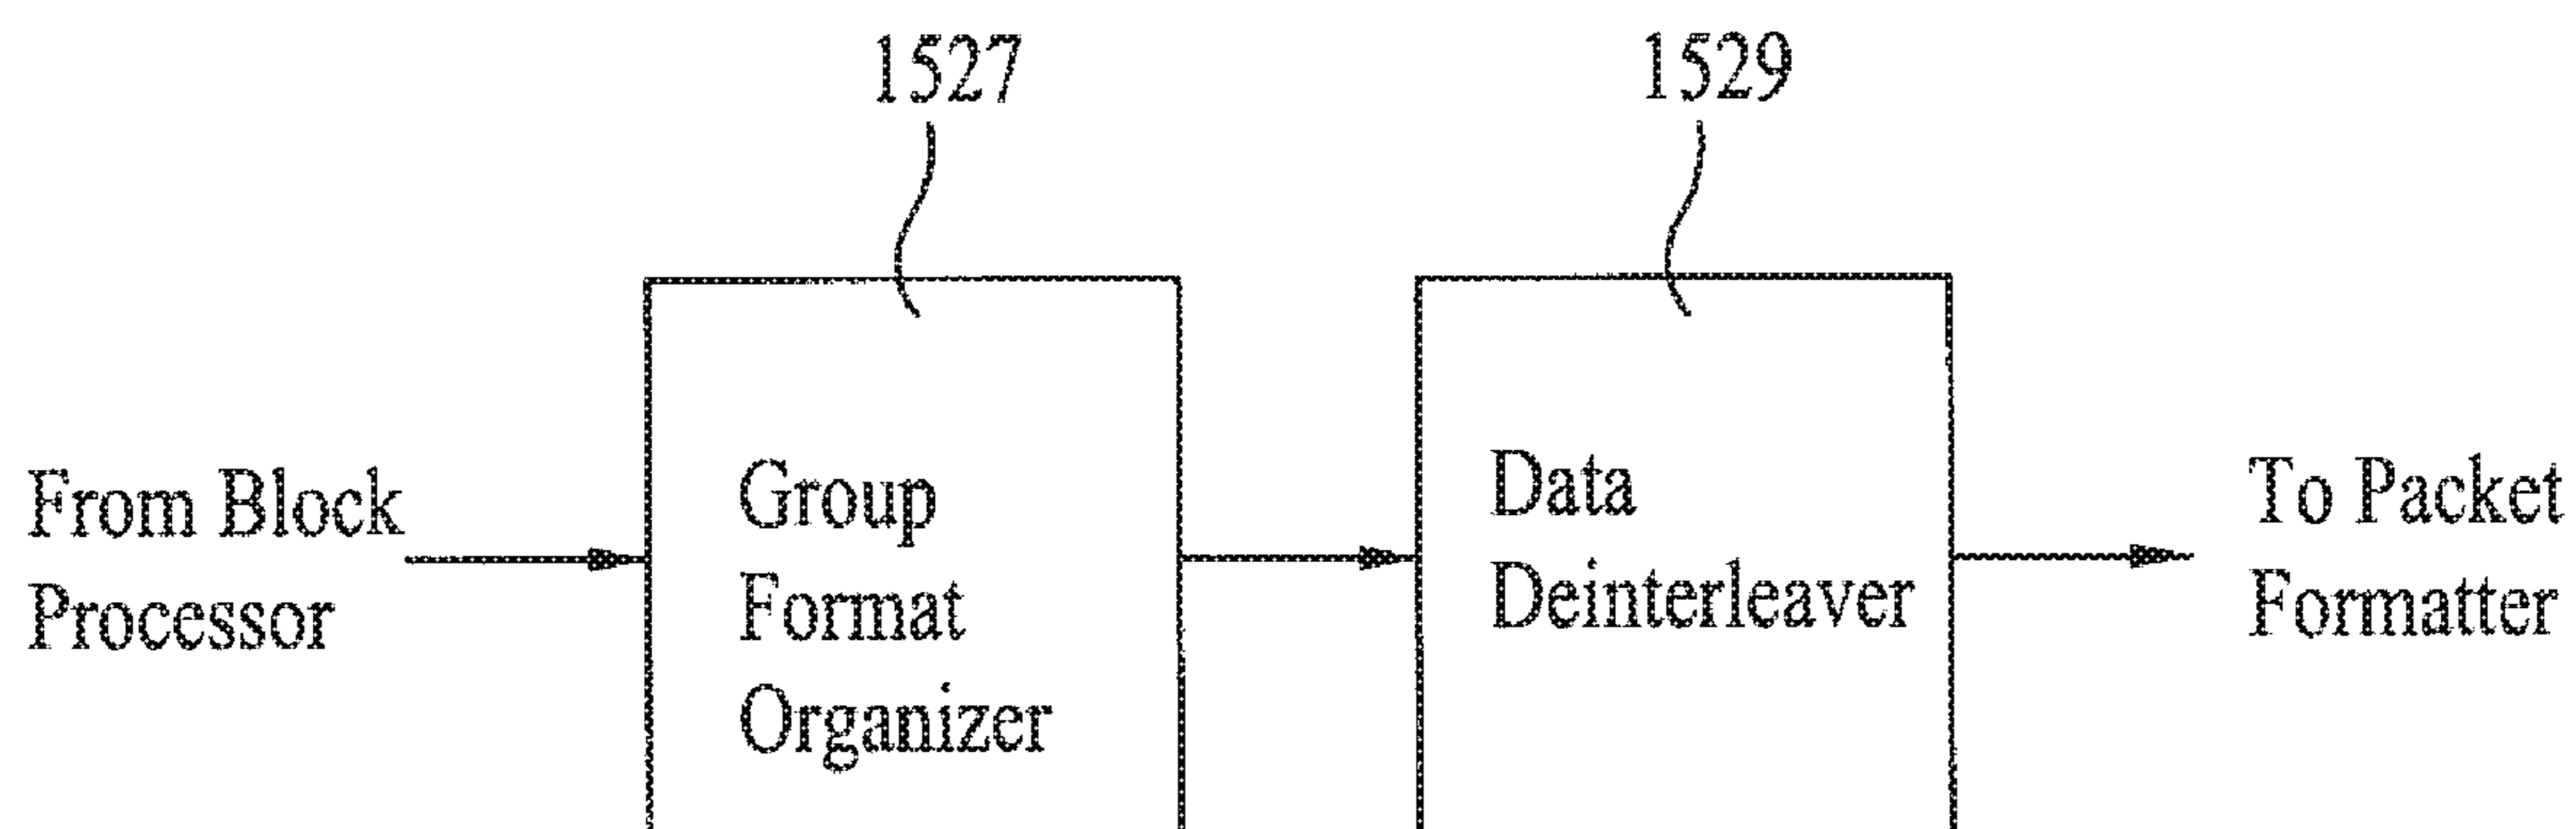 1527
1529
From Block
Processor
Group
Format
Organizer
Data
Deinterleaver
To Packet
Formatter